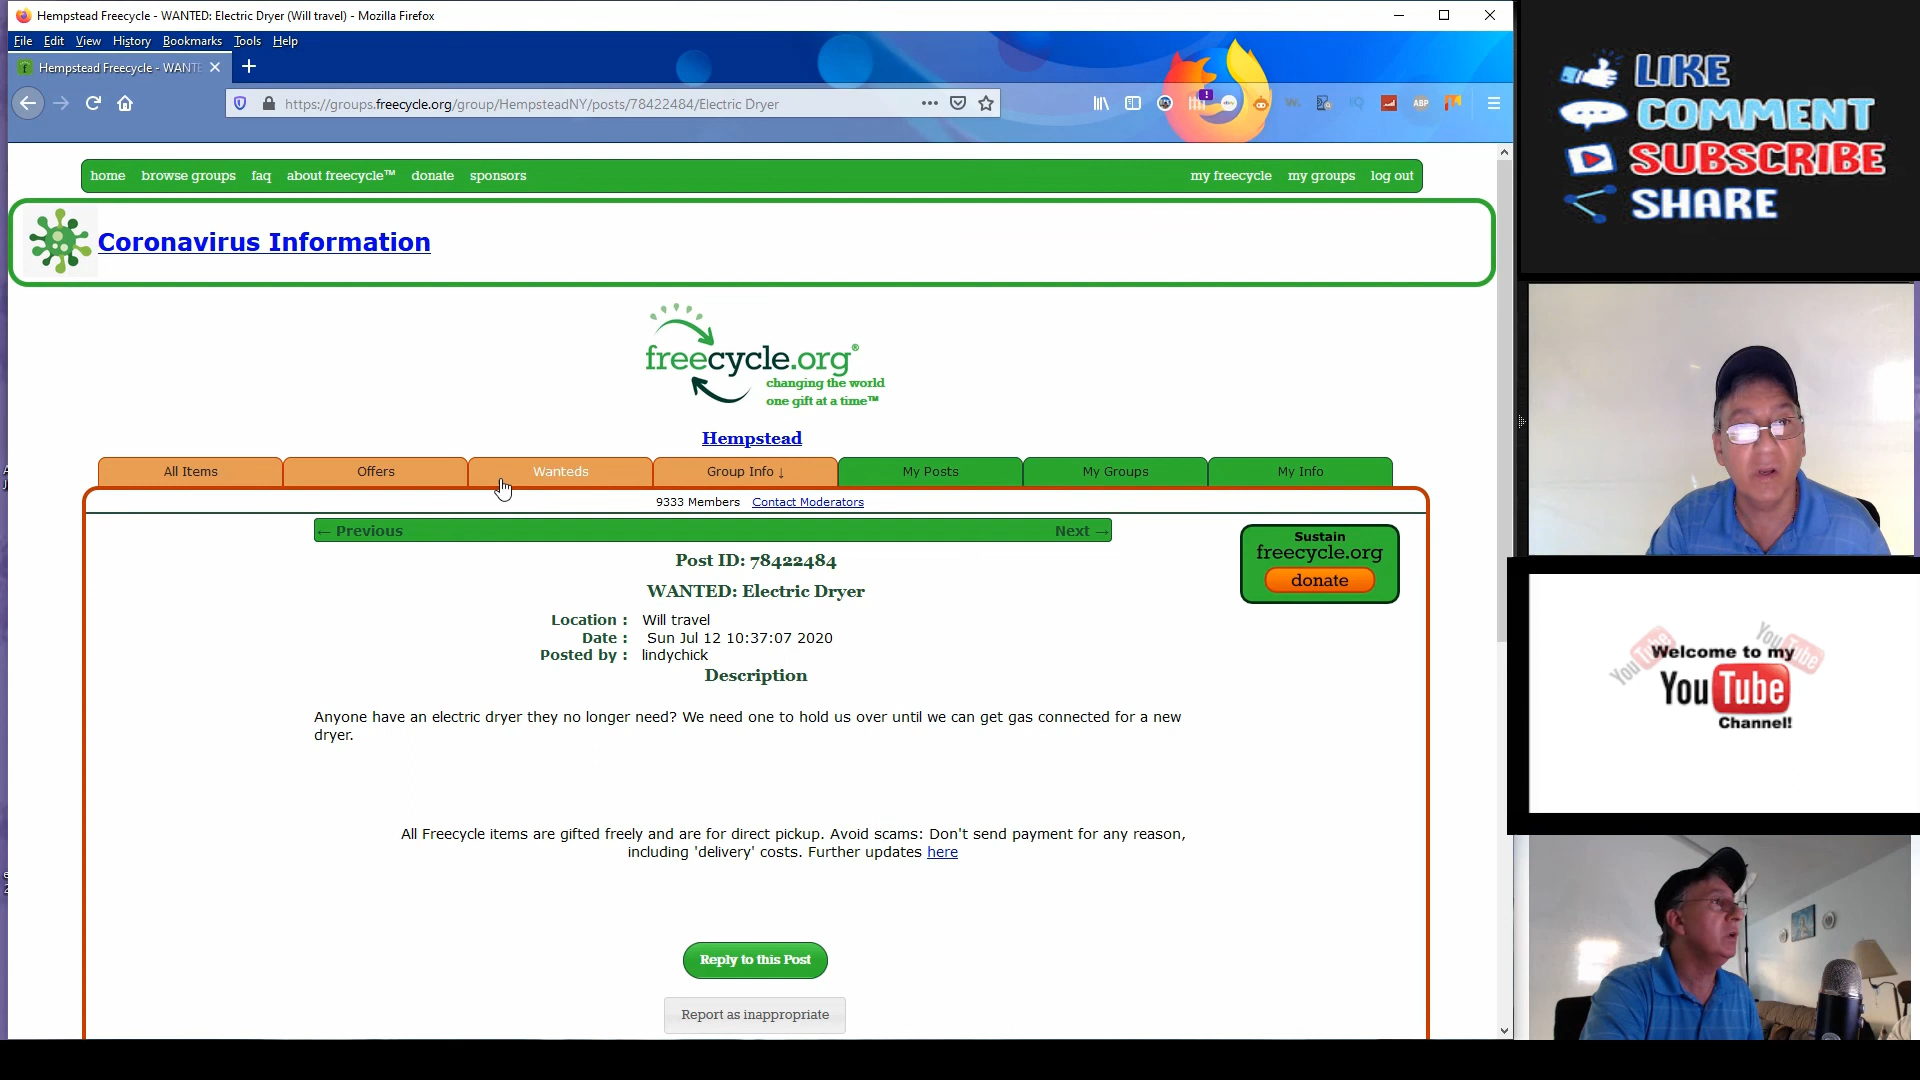 Hempstead Freecycle - WANTED: Electric Dryer (Will travel) - Mozilla Firefox
File Edit View History Bookmarks Tools Help
Hempstead Freecycle - WANTE
https://groups.freecycle.org/group/HempsteadNY/posts/78422484/Electric Dryer
ABP
home browse groups faq about freecycle™ donate sponsors my freecycle my groups log out
Coronavirus Information
freecycle.org®
changing the world
one gift at a time™
Hempstead
All Items Offers Wanteds Group Info ↓ My Posts My Groups My Info
9333 Members Contact Moderators
← Previous Next →
Post ID: 78422484
WANTED: Electric Dryer
Location : Will travel
Date : Sun Jul 12 10:37:07 2020
Posted by : lindychick
Description
Anyone have an electric dryer they no longer need? We need one to hold us over until we can get gas connected for a new
dryer.
All Freecycle items are gifted freely and are for direct pickup. Avoid scams: Don't send payment for any reason,
including 'delivery' costs. Further updates here
Reply to this Post
Report as inappropriate
Sustain
freecycle.org
donate
LIKE
COMMENT
SUBSCRIBE
SHARE
YouTube
YouTube
Welcome to my
YouTube
Channel!